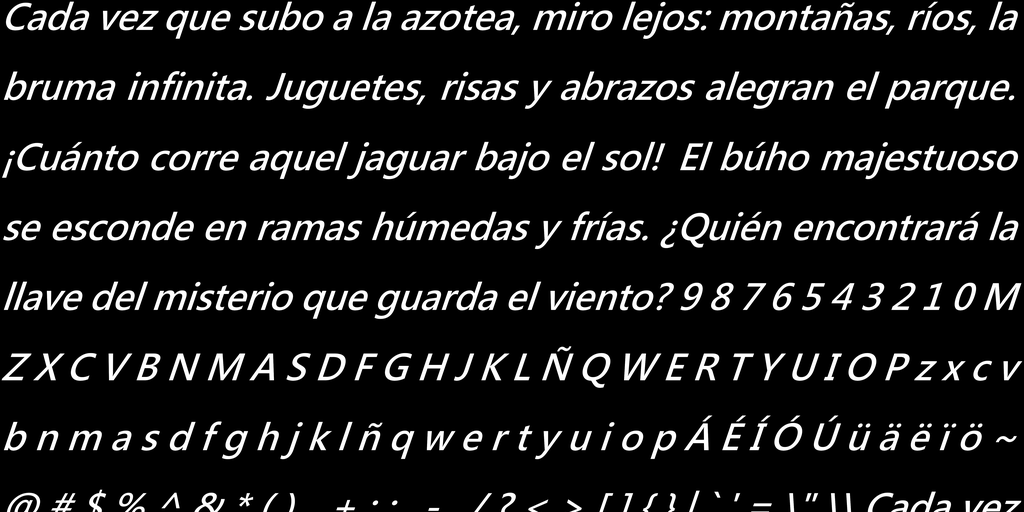 Cada vez que subo a la azotea, miro lejos: montañas, ríos, la
bruma infinita. Juguetes, risas y abrazos alegran el parque.
¡Cuánto corre aquel jaguar bajo el sol! El búho majestuoso
se esconde en ramas húmedas y frías. ¿Quién encontrará la
llave del misterio que guarda el viento? 9 8 7 6 5 4 3 2 1 0 M
Z X C V B N M A S D F G H J K L Ñ Q W E R T Y U I O P z x c v
b n m a s d f g h j k l ñ q w e r t y u i o p Á É Í Ó Ú ü ä ë ï ö ~
@ # $ % ^ & * ( ) _ + : ; . - , / ? < > [ ] { } | ` ' = \" \\ Cada vez